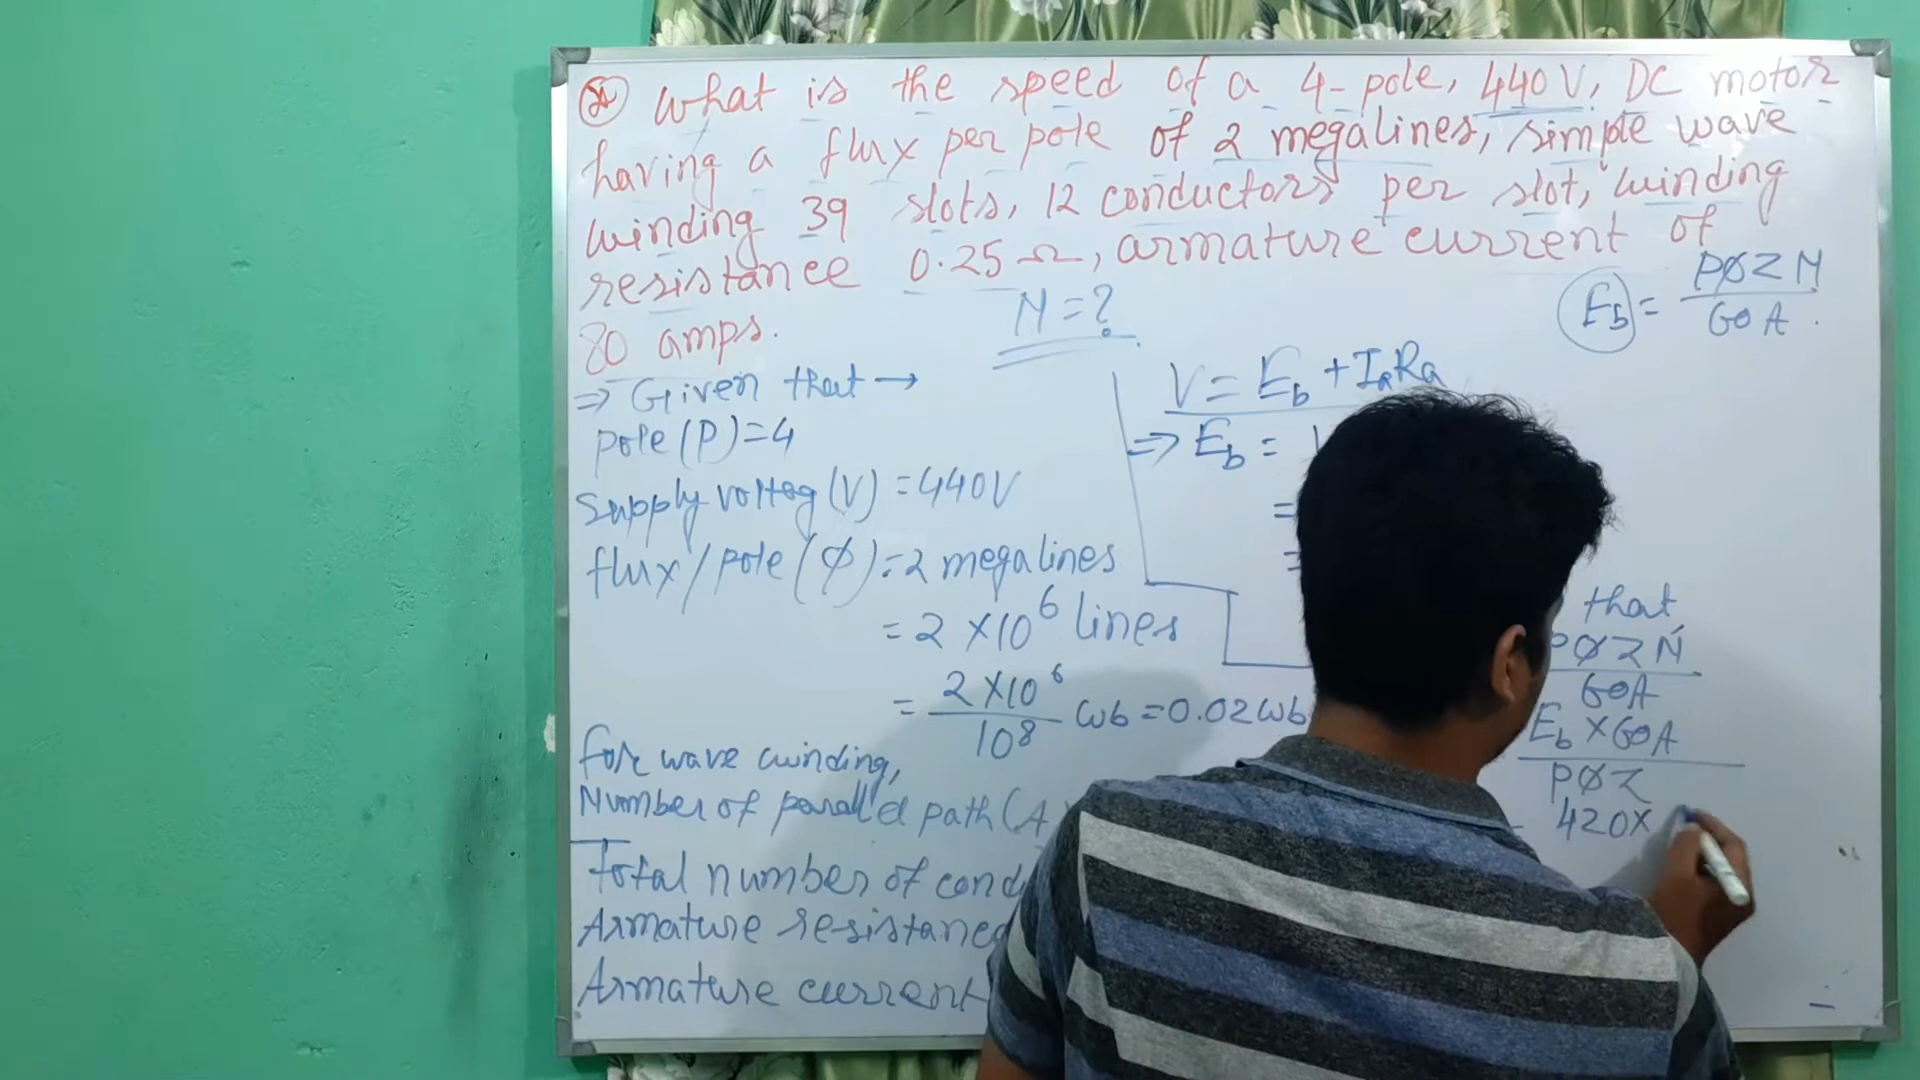 What is the speed of a 4-pole, 440 V, DC motor
having a flux per pole of 2 megalines, simple wave
winding 39 slots, 12 conductors per slot, winding
resistance 0.25 Ω, armature current of
80 amps.
N = ?
Eb = PØZN / 60A
⇒ Given that →
pole (P) = 4
Supply voltag (V) = 440V
flux/pole (Ø) = 2 megalines
= 2 × 10⁶ lines
= 2 × 10⁶ / 10⁸ wb = 0.02 wb
For wave winding,
Number of parallel path (A
Total number of cond
Armature resistance
Armature current
V = Eb + IaRa
⇒ Eb =
=
=
that
PØZN
60A
Eb × 60A
PØZ
420×